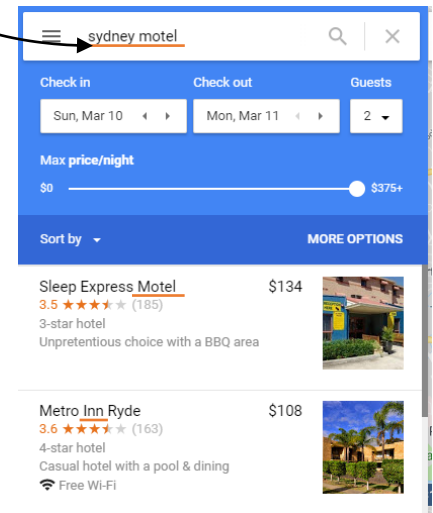 sydney motel
Check in Check out Guests
Sun, Mar 10 Mon, Mar 11 2
Max price/night
$0 $375+
Sort by MORE OPTIONS
Sleep Express Motel $134
3.5 ★★★★★ (185)
3-star hotel
Unpretentious choice with a BBQ area
Metro Inn Ryde $108
3.6 ★★★★★ (163)
4-star hotel
Casual hotel with a pool & dining
Free Wi-Fi